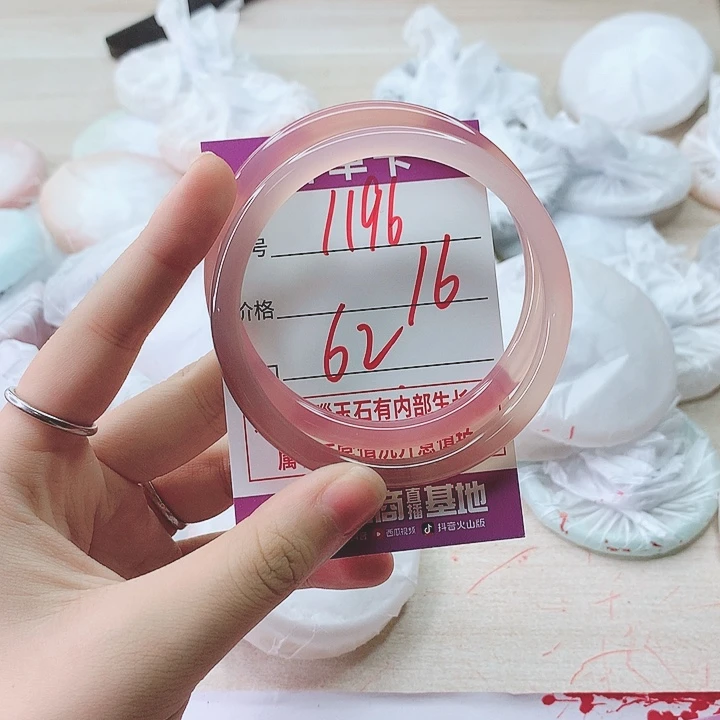 单卡
号 1196
价格 16
62
玉石有内部生长
商直播基地
西瓜视频 抖音火山版